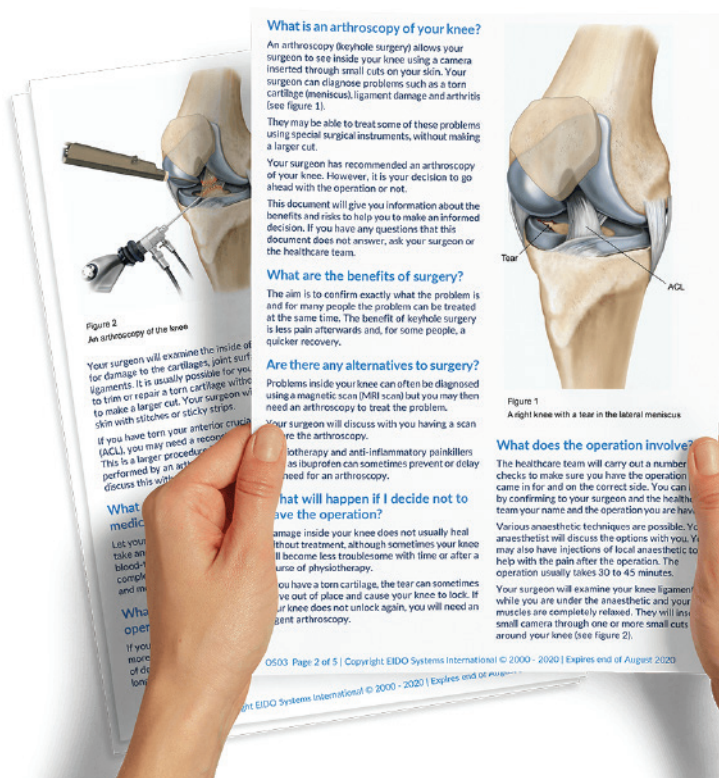 What is an arthroscopy of your knee?
An arthroscopy (keyhole surgery) allows your
surgeon to see inside your knee using a camera
inserted through small cuts on your skin. Your
surgeon can diagnose problems such as a torn
cartilage (meniscus), ligament damage and arthritis
(see figure 1).
They may be able to treat some of these problems
using special surgical instruments, without making
a larger cut.
Your surgeon has recommended an arthroscopy
of your knee. However, it is your decision to go
ahead with the operation or not.
This document will give you information about the
benefits and risks to help you to make an informed
decision. If you have any questions that this
document does not answer, ask your surgeon or
the healthcare team.
What are the benefits of surgery?
The aim is to confirm exactly what the problem is
and for many people the problem can be treated
at the same time. The benefit of keyhole surgery
is less pain afterwards and, for some people, a
quicker recovery.
Are there any alternatives to surgery?
Problems inside your knee can often be diagnosed
using a magnetic scan (MRI scan) but you may then
need an arthroscopy to treat the problem.
Your surgeon will discuss with you having a scan
the arthroscopy.
and anti-inflammatory painkillers
as ibuprofen can sometimes prevent or delay
need for an arthroscopy.
will happen if I decide not to
the operation?
inside your knee does not usually heal
without treatment, although sometimes your knee
become less troublesome with time or after a
of physiotherapy.
you have a torn cartilage, the tear can sometimes
out of place and cause your knee to lock. If
knee does not unlock again, you will need an
arthroscopy.
Tear
ACL
Figure 1
A right knee with a tear in the lateral meniscus
What does the operation involve?
The healthcare team will carry out a number
checks to make sure you have the operation
came in for and on the correct side. You can
by confirming to your surgeon and the
team your name and the operation you are
Various anaesthetic techniques are possible.
anaesthetist will discuss the options with you.
may also have injections of local anaesthetic to
help with the pain after the operation. The
operation usually takes 30 to 45 minutes.
Your surgeon will examine your knee
while you are under the anaesthetic and your
muscles are completely relaxed. They will
small camera through one or more small cuts
around your knee (see figure 2).
OS03 Page 2 of 5 | Copyright EIDO Systems International © 2000 - 2020 | Expires end of August 2020
Figure 2
An arthroscopy of the knee
Your surgeon will examine the inside of
for damage to the cartilages, joint
ligaments. It is usually possible for
to trim or repair a torn cartilage
to make a larger cut. Your surgeon
skin with stitches or sticky strips.
If you have torn your anterior
(ACL), you may need a
This is a larger
performed by an
discuss this
What
Let your
take
and
If you
more
of
EIDO Systems International © 2000 - 2020 | Expires end of